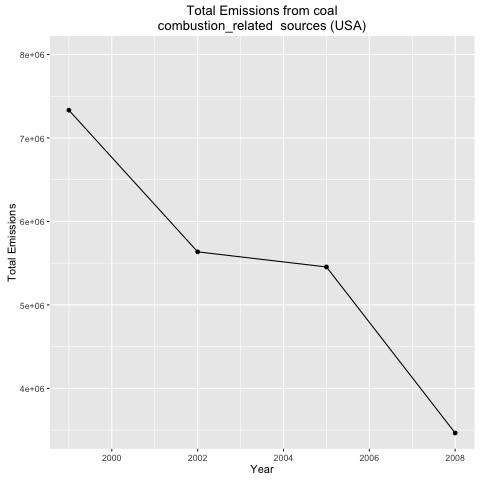 Total Emissions from coal
combustion_related  sources (USA)
8e+06
7e+06
6e+06
5e+06
4e+06
Total Emissions
2000 2002 2004 2006 2008
Year